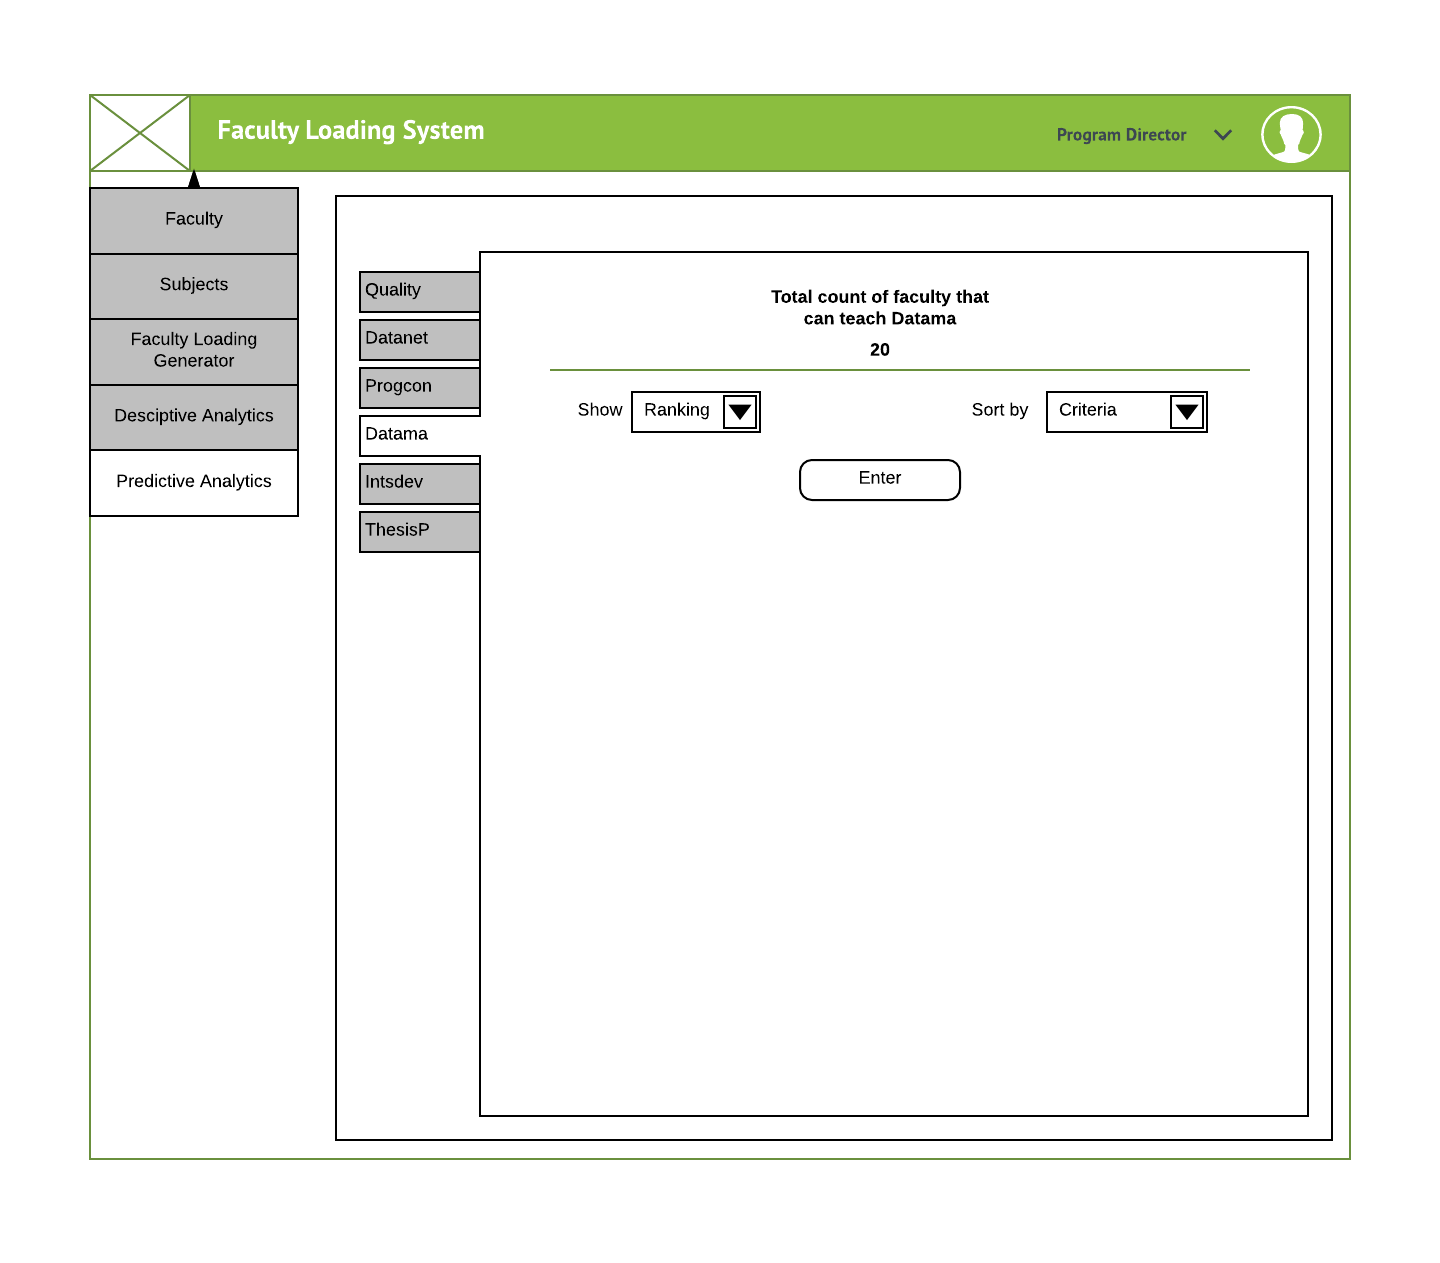 Faculty Loading System
Program Director
Faculty
Subjects
Faculty Loading
Generator
Desciptive Analytics
Predictive Analytics
Quality
Datanet
Progcon
Datama
Intsdev
ThesisP
Total count of faculty that
can teach Datama
20
Show Ranking Sort by Criteria
Enter